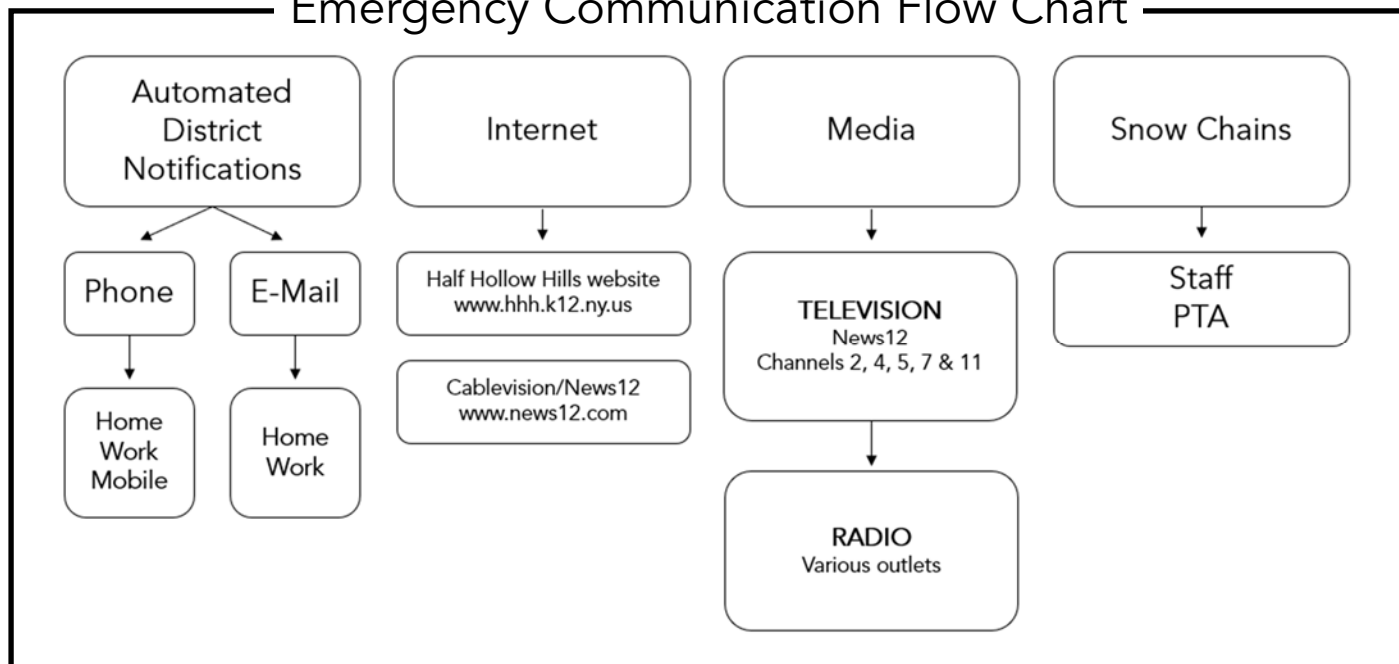 Emergency Communication Flow Chart
Automated
District
Notifications
Phone
E-Mail
Home
Work
Mobile
Home
Work
Internet
Half Hollow Hills website
www.hhh.k12.ny.us
Cablevision/News12
www.news12.com
Media
TELEVISION
News12
Channels 2, 4, 5, 7 & 11
RADIO
Various outlets
Snow Chains
Staff
PTA